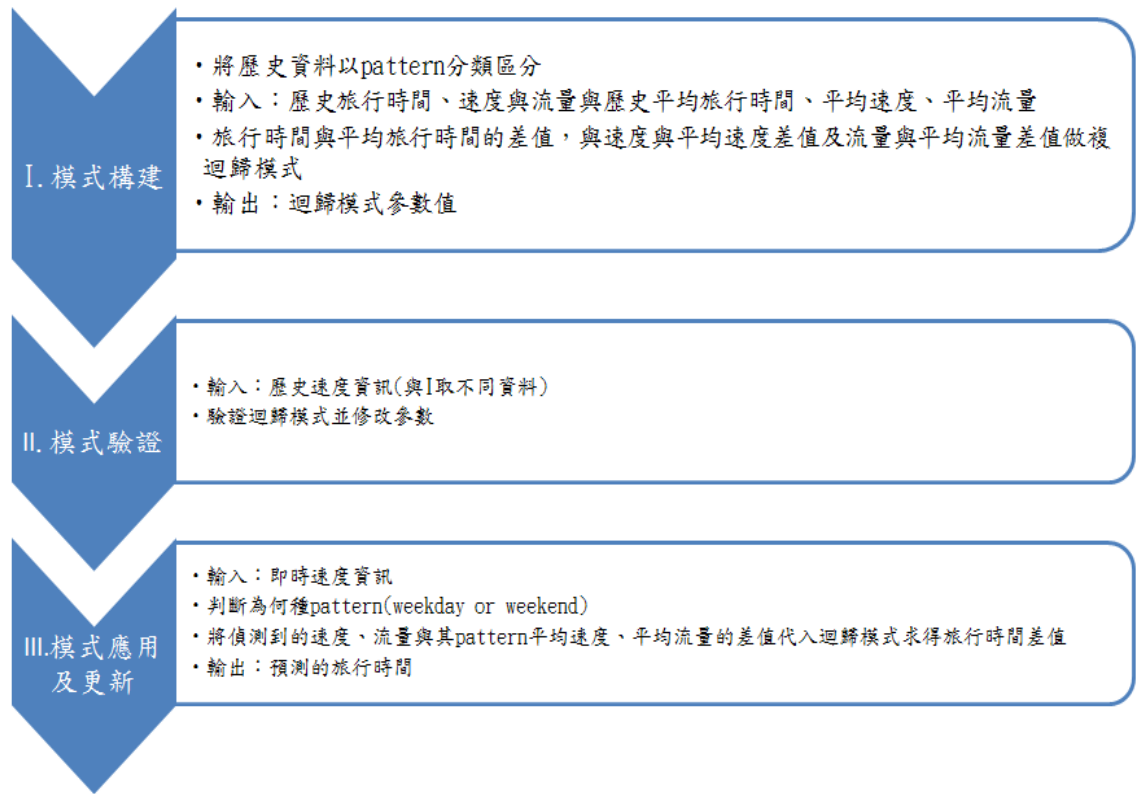 I.模式構建
・將歷史資料以pattern分類區分
・輸入：歷史旅行時間、速度與流量與歷史平均旅行時間、平均速度、平均流量
・旅行時間與平均旅行時間的差值，與速度與平均速度差值及流量與平均流量差值做複
迴歸模式
・輸出：迴歸模式參數值
II.模式驗證
・輸入：歷史速度資訊(與I取不同資料)
・驗證迴歸模式並修改參數
III.模式應用
及更新
・輸入：即時速度資訊
・判斷為何種pattern(weekday or weekend)
・將偵測到的速度、流量與其pattern平均速度、平均流量的差值代入迴歸模式求得旅行時間差值
・輸出：預測的旅行時間